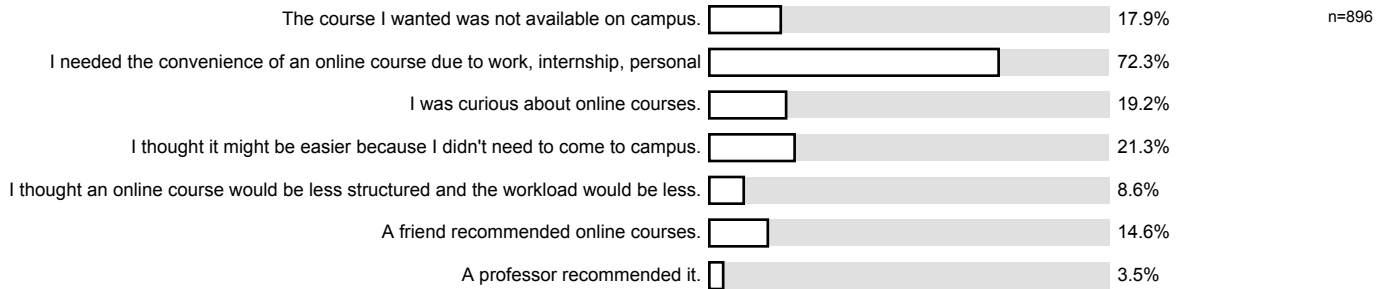 The course I wanted was not available on campus. 17.9% n=896
I needed the convenience of an online course due to work, internship, personal 72.3%
I was curious about online courses. 19.2%
I thought it might be easier because I didn't need to come to campus. 21.3%
I thought an online course would be less structured and the workload would be less. 8.6%
A friend recommended online courses. 14.6%
A professor recommended it. 3.5%